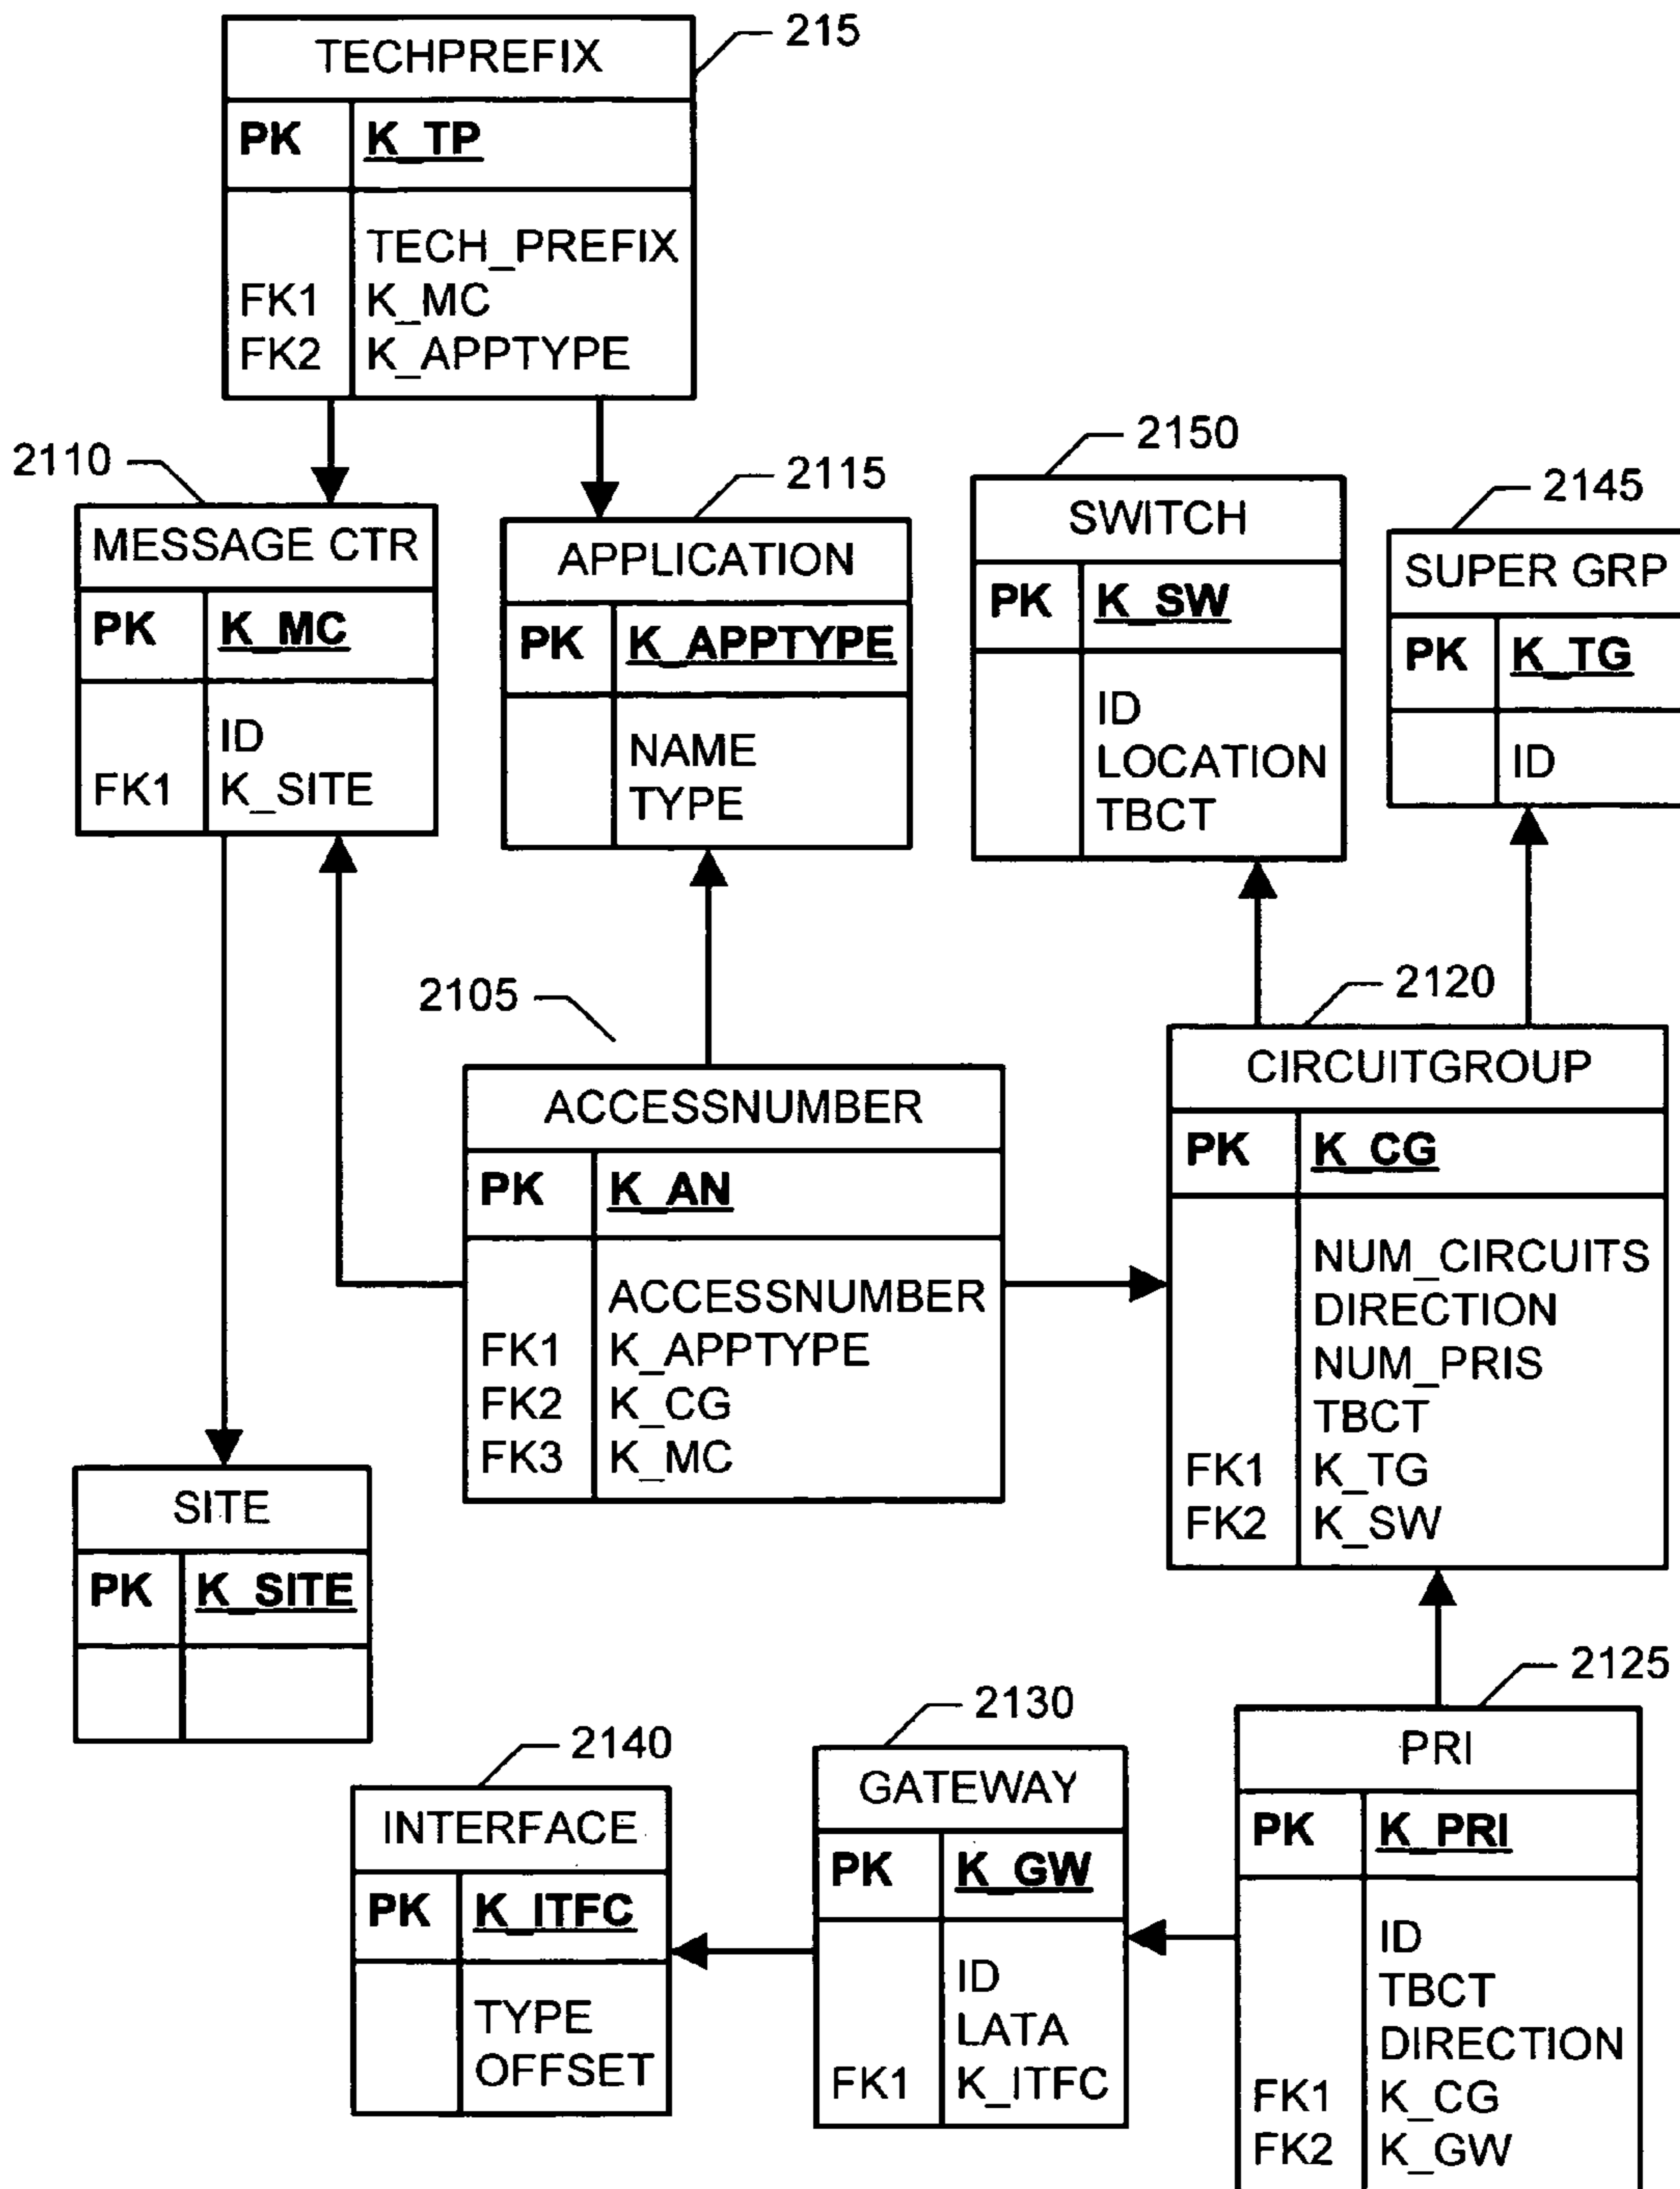 215
TECHPREFIX
PK K_TP
TECH_PREFIX
FK1 K_MC
FK2 K_APPTYPE
2110
MESSAGE CTR
PK K_MC
ID
FK1 K_SITE
2115
APPLICATION
PK K_APPTYPE
NAME
TYPE
2150
SWITCH
PK K_SW
ID
LOCATION
TBCT
2145
SUPER GRP
PK K_TG
ID
2105
ACCESSNUMBER
PK K_AN
ACCESSNUMBER
FK1 K_APPTYPE
FK2 K_CG
FK3 K_MC
2120
CIRCUITGROUP
PK K_CG
NUM_CIRCUITS
DIRECTION
NUM_PRIS
TBCT
FK1 K_TG
FK2 K_SW
SITE
PK K_SITE
2140
INTERFACE
PK K_ITFC
TYPE
OFFSET
2130
GATEWAY
PK K_GW
ID
LATA
FK1 K_ITFC
2125
PRI
PK K_PRI
ID
TBCT
DIRECTION
FK1 K_CG
FK2 K_GW